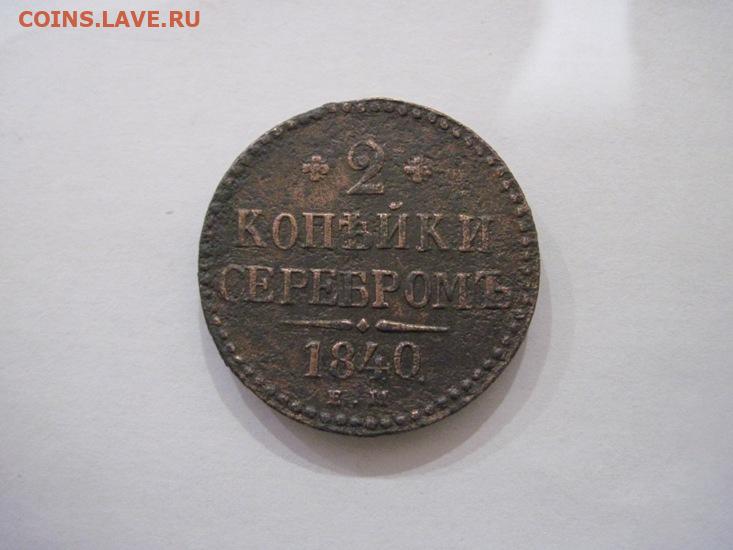 COINS.LAVE.RU
2
КОПѢЙКИ
СЕРЕБРОМЪ
1840
Е.М